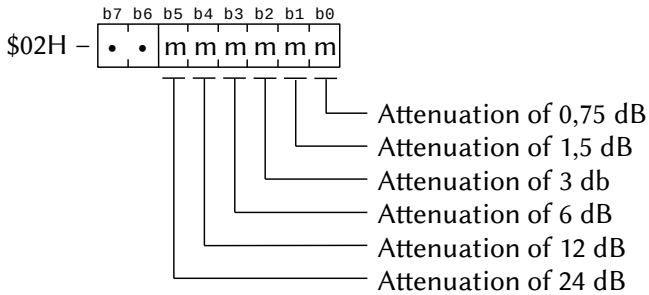 b7 b6 b5 b4 b3 b2 b1 b0
$02H – • • m m m m m m
Attenuation of 0,75 dB
Attenuation of 1,5 dB
Attenuation of 3 db
Attenuation of 6 dB
Attenuation of 12 dB
Attenuation of 24 dB